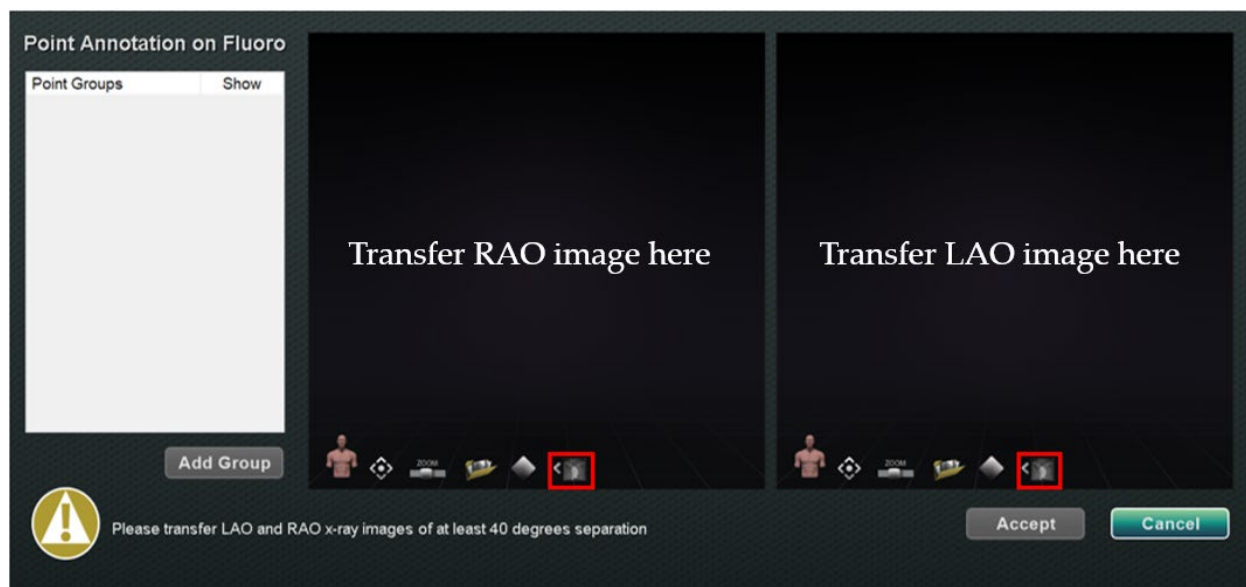 Point Annotation on Fluoro
Point Groups Show
Transfer RAO image here
Transfer LAO image here
ZOOM
ZOOM
Add Group
Please transfer LAO and RAO x-ray images of at least 40 degrees separation
Accept
Cancel